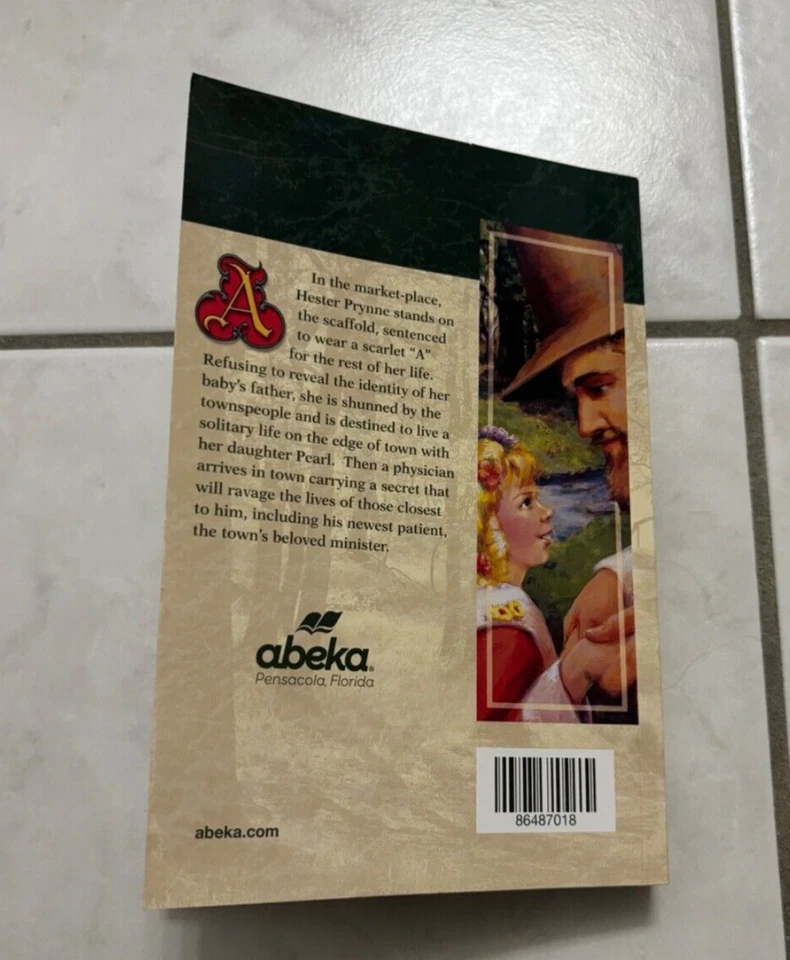 A
In the market-place,
Hester Prynne stands on
the scaffold, sentenced
to wear a scarlet “A”
for the rest of her life.
Refusing to reveal the identity of her
baby’s father, she is shunned by the
townspeople and is destined to live a
solitary life on the edge of town with
her daughter Pearl. Then a physician
arrives in town carrying a secret that
will ravage the lives of those closest
to him, including his newest patient,
the town’s beloved minister.
abeka®
Pensacola, Florida
abeka.com
86487018